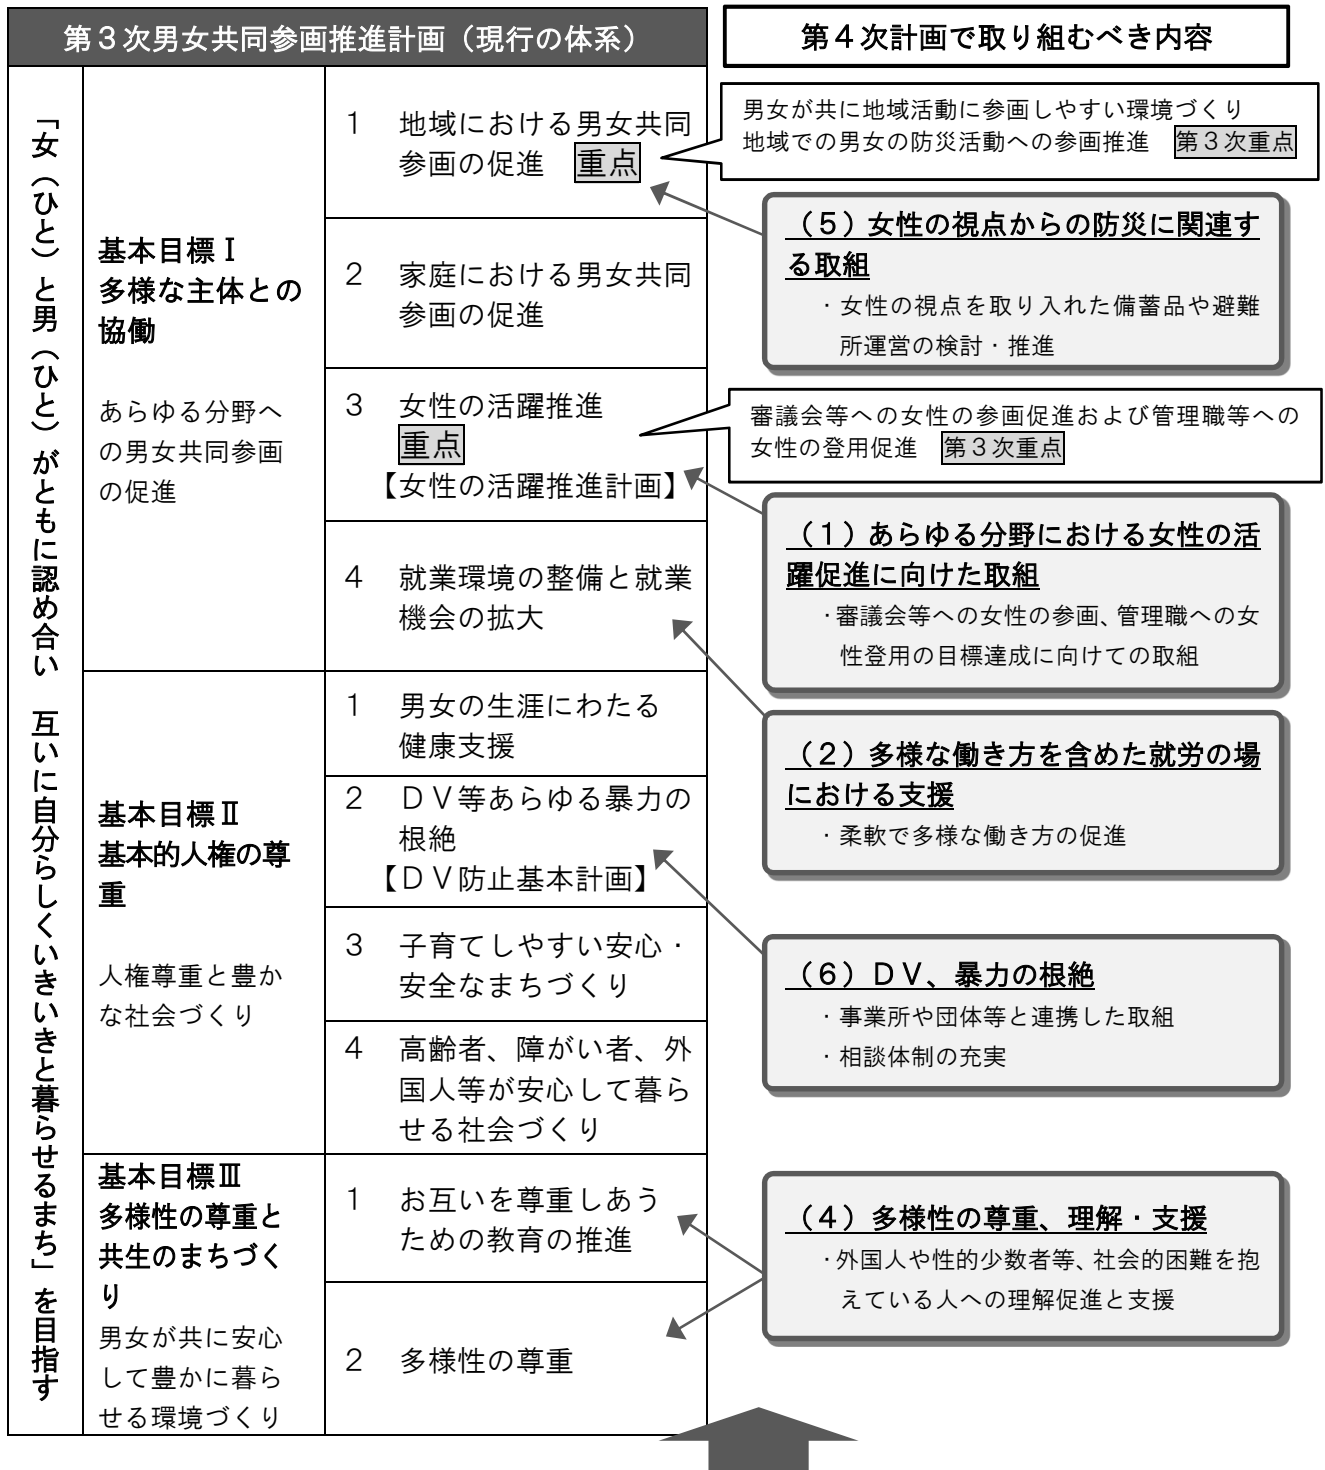 第３次男女共同参画推進計画（現行の体系）
「女（ひと）と男（ひと）がともに認め合い　互いに自分らしくいきいきと暮らせるまち」を目指す
基本目標Ⅰ
多様な主体との
協働
あらゆる分野へ
の男女共同参画
の促進
１　地域における男女共同
参画の促進　重点
２　家庭における男女共同
参画の促進
３　女性の活躍推進
重点
【女性の活躍推進計画】
４　就業環境の整備と就業
機会の拡大
基本目標Ⅱ
基本的人権の尊
重
人権尊重と豊か
な社会づくり
１　男女の生涯にわたる
健康支援
２　ＤＶ等あらゆる暴力の
根絶
【ＤＶ防止基本計画】
３　子育てしやすい安心・
安全なまちづくり
４　高齢者、障がい者、外
国人等が安心して暮ら
せる社会づくり
基本目標Ⅲ
多様性の尊重と
共生のまちづく
り
男女が共に安心
して豊かに暮ら
せる環境づくり
１　お互いを尊重しあう
ための教育の推進
２　多様性の尊重
第４次計画で取り組むべき内容
男女が共に地域活動に参画しやすい環境づくり
地域での男女の防災活動への参画推進　第３次重点
（５）女性の視点からの防災に関連す
る取組
・女性の視点を取り入れた備蓄品や避難
所運営の検討・推進
審議会等への女性の参画促進および管理職等への
女性の登用促進　第３次重点
（１）あらゆる分野における女性の活
躍促進に向けた取組
・審議会等への女性の参画、管理職への女
性登用の目標達成に向けての取組
（２）多様な働き方を含めた就労の場
における支援
・柔軟で多様な働き方の促進
（６）ＤＶ、暴力の根絶
・事業所や団体等と連携した取組
・相談体制の充実
（４）多様性の尊重、理解・支援
・外国人や性的少数者等、社会的困難を抱
えている人への理解促進と支援